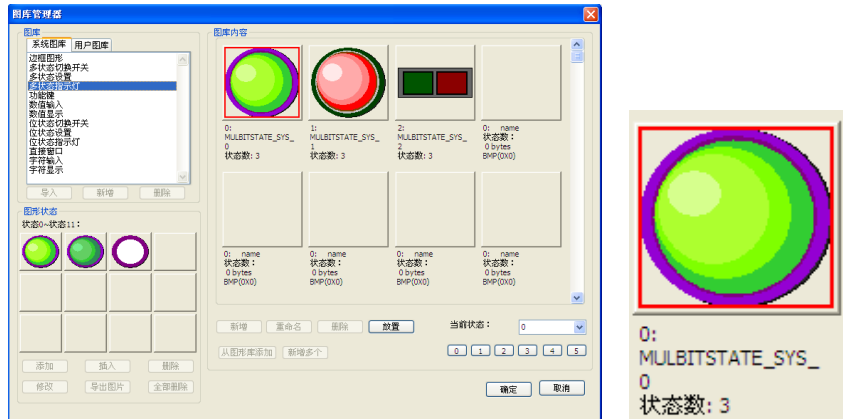 图库管理器
图库
系统图库 用户图库
边框图形
多状态切换开关
多状态设置
多状态指示灯
功能键
数值输入
数值显示
位状态切换开关
位状态设置
位状态指示灯
直接窗口
字符输入
字符显示
导入 新增 删除
图形状态
状态0~状态11：
添加 插入 删除
修改 导出图片 全部删除
图库内容
0:
MULBITSTATE_SYS_
0
状态数: 3
1:
MULBITSTATE_SYS_
1
状态数: 3
2:
MULBITSTATE_SYS_
2
状态数: 3
0: name
状态数：
0 bytes
BMP(0X0)
0: name
状态数：
0 bytes
BMP(0X0)
0: name
状态数：
0 bytes
BMP(0X0)
0: name
状态数：
0 bytes
BMP(0X0)
0: name
状态数：
0 bytes
BMP(0X0)
新增 重命名 删除 放置 当前状态： 0
从图形库添加 新增多个 0 1 2 3 4 5
确定 取消
0:
MULBITSTATE_SYS_
0
状态数: 3